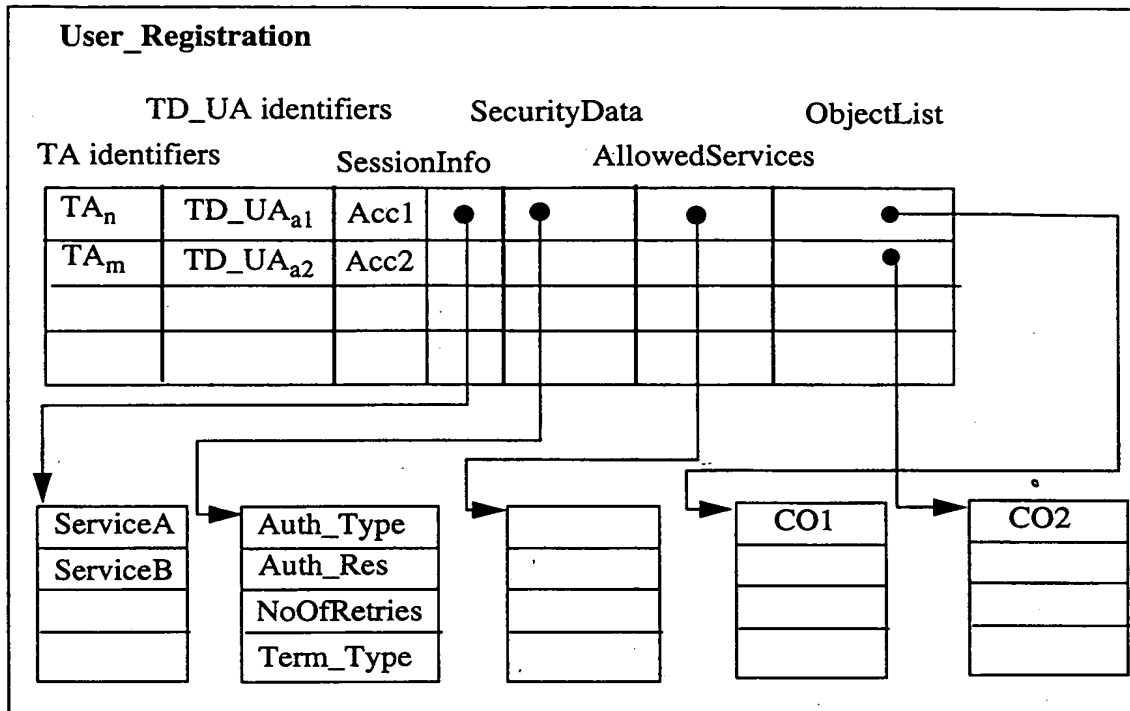 User_Registration
TD_UA identifiers SecurityData ObjectList
TA identifiers SessionInfo AllowedServices
TAn TD_UAa1 Acc1
TAm TD_UAa2 Acc2
ServiceA Auth_Type CO1 CO2
ServiceB Auth_Res
NoOfRetries
Term_Type